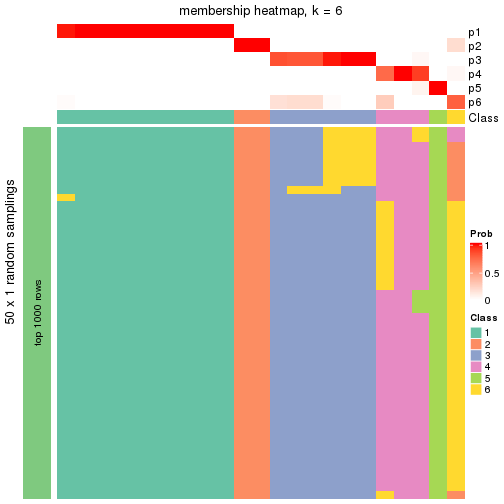 membership heatmap, k = 6
p1
p2
p3
p4
p5
p6
Class
50 x 1 random samplings
top 1000 rows
Prob
1
0.5
0
Class
1
2
3
4
5
6